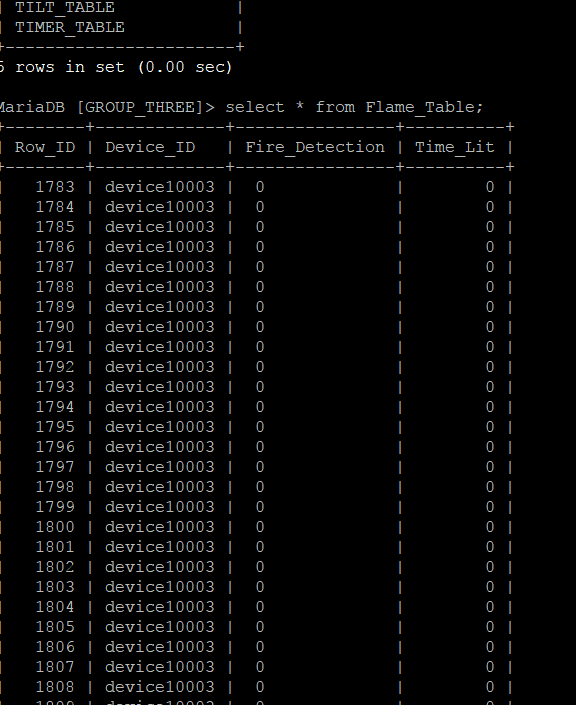 | TILT_TABLE            |
| TIMER_TABLE           |
+-----------------------+
5 rows in set (0.00 sec)
MariaDB [GROUP_THREE]> select * from Flame_Table;
+--------+-------------+----------------+----------+
| Row_ID | Device_ID   | Fire_Detection | Time_Lit |
+--------+-------------+----------------+----------+
|   1783 | device10003 |  0             |        0 |
|   1784 | device10003 |  0             |        0 |
|   1785 | device10003 |  0             |        0 |
|   1786 | device10003 |  0             |        0 |
|   1787 | device10003 |  0             |        0 |
|   1788 | device10003 |  0             |        0 |
|   1789 | device10003 |  0             |        0 |
|   1790 | device10003 |  0             |        0 |
|   1791 | device10003 |  0             |        0 |
|   1792 | device10003 |  0             |        0 |
|   1793 | device10003 |  0             |        0 |
|   1794 | device10003 |  0             |        0 |
|   1795 | device10003 |  0             |        0 |
|   1796 | device10003 |  0             |        0 |
|   1797 | device10003 |  0             |        0 |
|   1798 | device10003 |  0             |        0 |
|   1799 | device10003 |  0             |        0 |
|   1800 | device10003 |  0             |        0 |
|   1801 | device10003 |  0             |        0 |
|   1802 | device10003 |  0             |        0 |
|   1803 | device10003 |  0             |        0 |
|   1804 | device10003 |  0             |        0 |
|   1805 | device10003 |  0             |        0 |
|   1806 | device10003 |  0             |        0 |
|   1807 | device10003 |  0             |        0 |
|   1808 | device10003 |  0             |        0 |